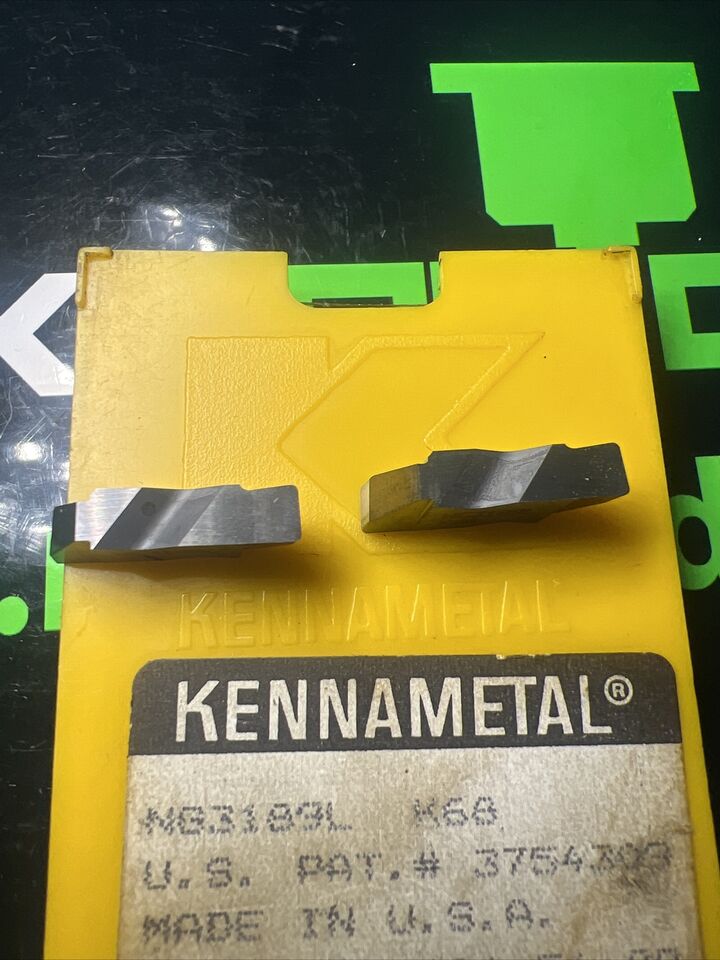 KENNAMETAL
KENNAMETAL®
NG3189L K68
U.S. PAT.# 3754309
MADE IN U.S.A.